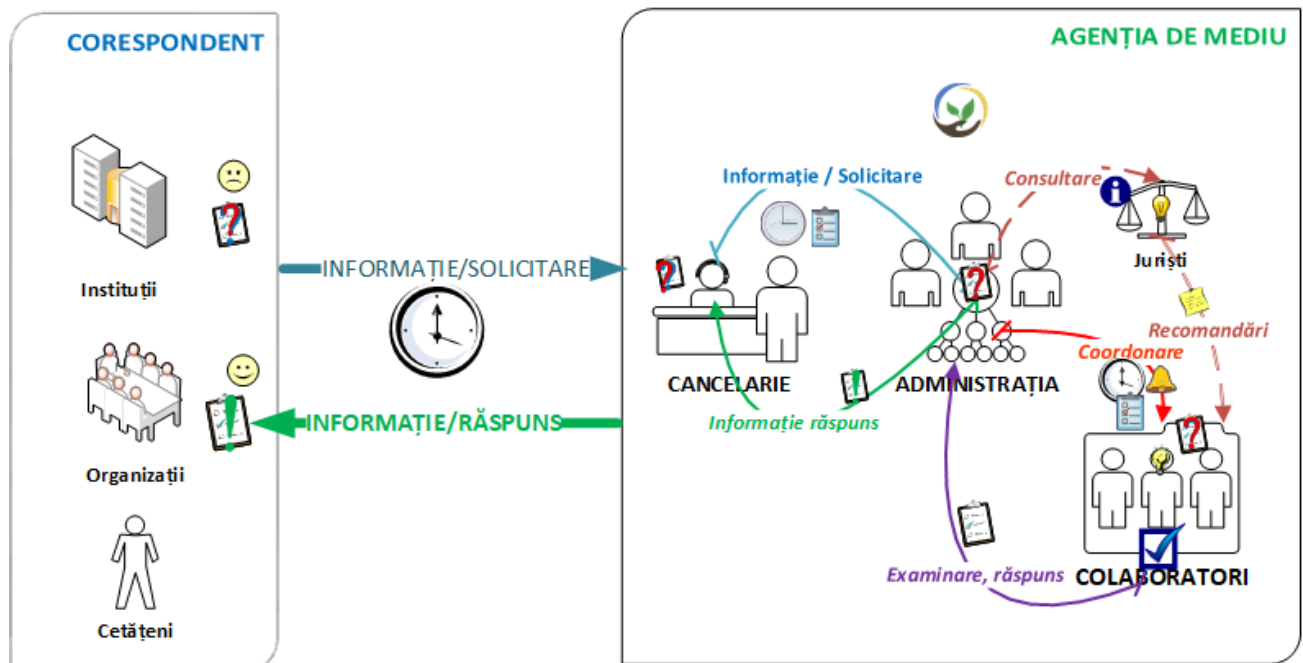 CORESPONDENT
Instituții
Organizații
Cetățeni
INFORMAȚIE/SOLICITARE
INFORMAȚIE/RĂSPUNS
AGENȚIA DE MEDIU
Informație / Solicitare
Consultare
Juriști
Recomandări
Coordonare
CANCELARIE
ADMINISTRAȚIA
Informație răspuns
Examinare, răspuns
COLABORATORI